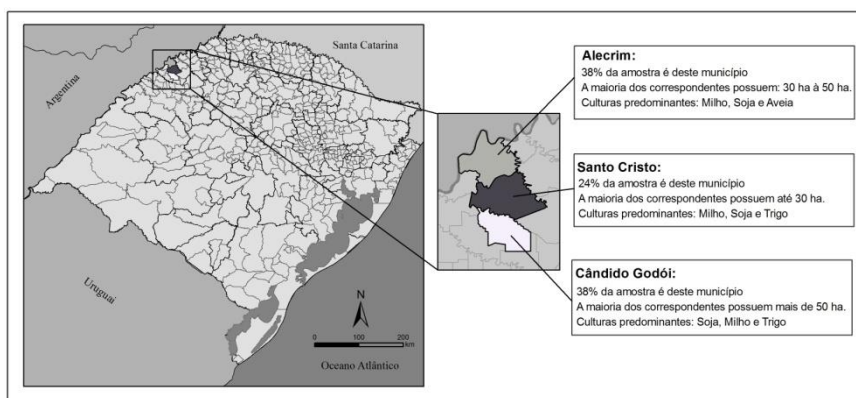 Santa Catarina
Argentina
Uruguai
N
0 50 100 200
km
Oceano Atlântico
Alecrim:
38% da amostra é deste município
A maioria dos correspondentes possuem: 30 ha à 50 ha.
Culturas predominantes: Milho, Soja e Aveia
Santo Cristo:
24% da amostra é deste município
A maioria dos correspondentes possuem até 30 ha.
Culturas predominantes: Milho, Soja e Trigo
Cândido Godói:
38% da amostra é deste município
A maioria dos correspondentes possuem mais de 50 ha.
Culturas predominantes: Soja, Milho e Trigo